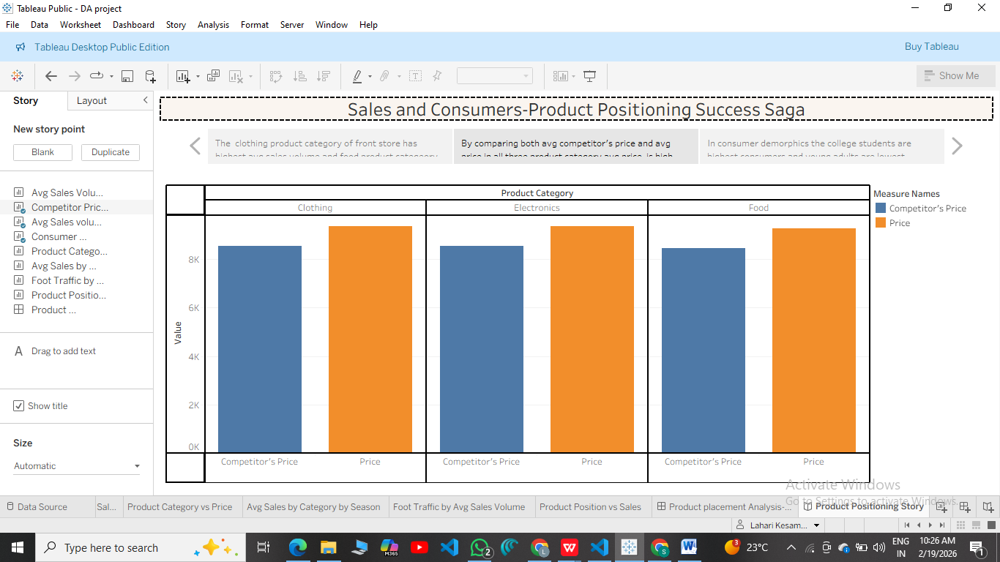 Tableau Public - DA project
File Data Worksheet Dashboard Story Analysis Format Server Window Help
Tableau Desktop Public Edition
Buy Tableau
Show Me
Story
Layout
New story point
Blank
Duplicate
Avg Sales Volu...
Competitor Pric...
Avg Sales volu...
Consumer ...
Product Catego...
Avg Sales by ...
Foot Traffic by ...
Product Positio...
Product ...
A Drag to add text
Show title
Size
Automatic
Sales and Consumers-Product Positioning Success Saga
The clothing product category of front store has
highest avg sales volume and food product category
By comparing both avg competitor's price and avg
price in all three product category avg price is high
In consumer demorphics the college students are
highest consumers and young adults are lowest
Product Category
Clothing
Electronics
Food
Value
8K
6K
4K
2K
0K
Competitor's Price
Price
Competitor's Price
Price
Competitor's Price
Price
Measure Names
Competitor's Price
Price
Activate Windows
Go to Settings to activate Windows.
Data Source
Sal...
Product Category vs Price
Avg Sales by Category by Season
Foot Traffic by Avg Sales Volume
Product Position vs Sales
Product placement Analysis-...
Product Positioning Story
Lahari Kesam...
Type here to search
M365
2
L
W
S
W
3
23°C
ENG
IN
10:26 AM
2/19/2026
1